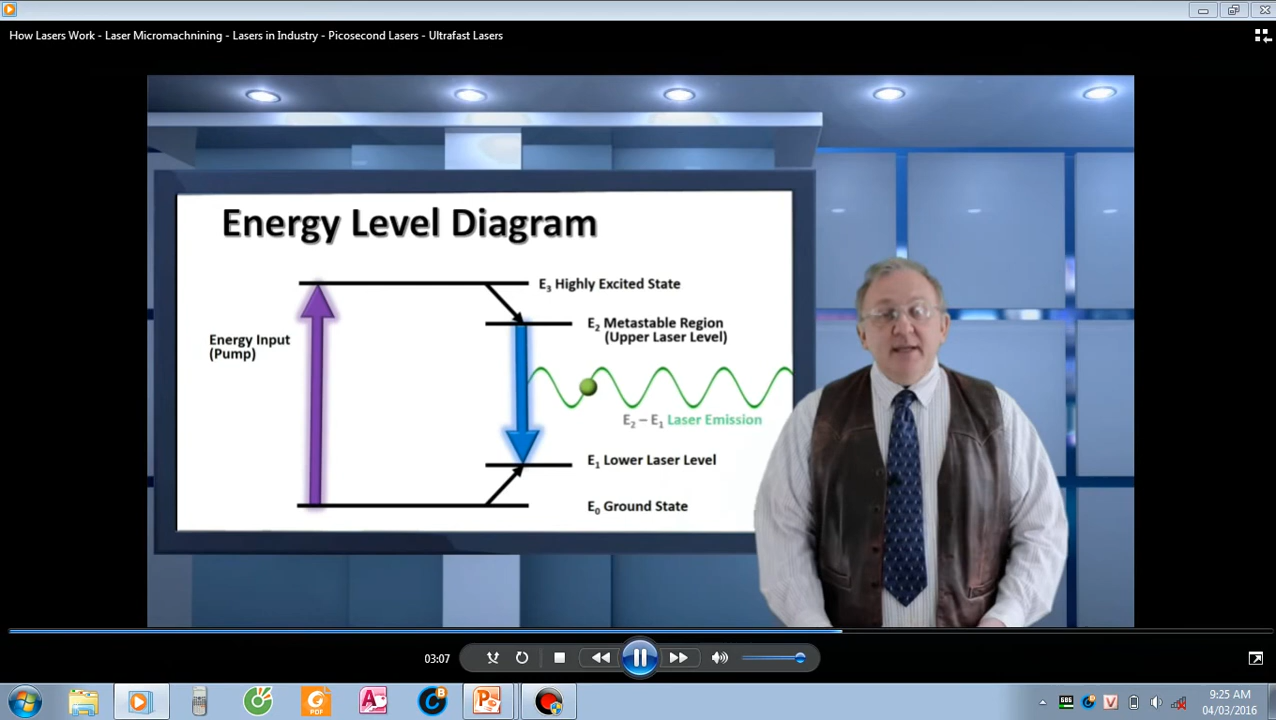 How Lasers Work - Laser Micromachnining - Lasers in Industry - Picosecond Lasers - Ultrafast Lasers
Energy Level Diagram
E3 Highly Excited State
E2 Metastable Region
(Upper Laser Level)
Energy Input
(Pump)
E2 – E1 Laser Emission
E1 Lower Laser Level
E0 Ground State
03:07
PDF
9:25 AM
04/03/2016